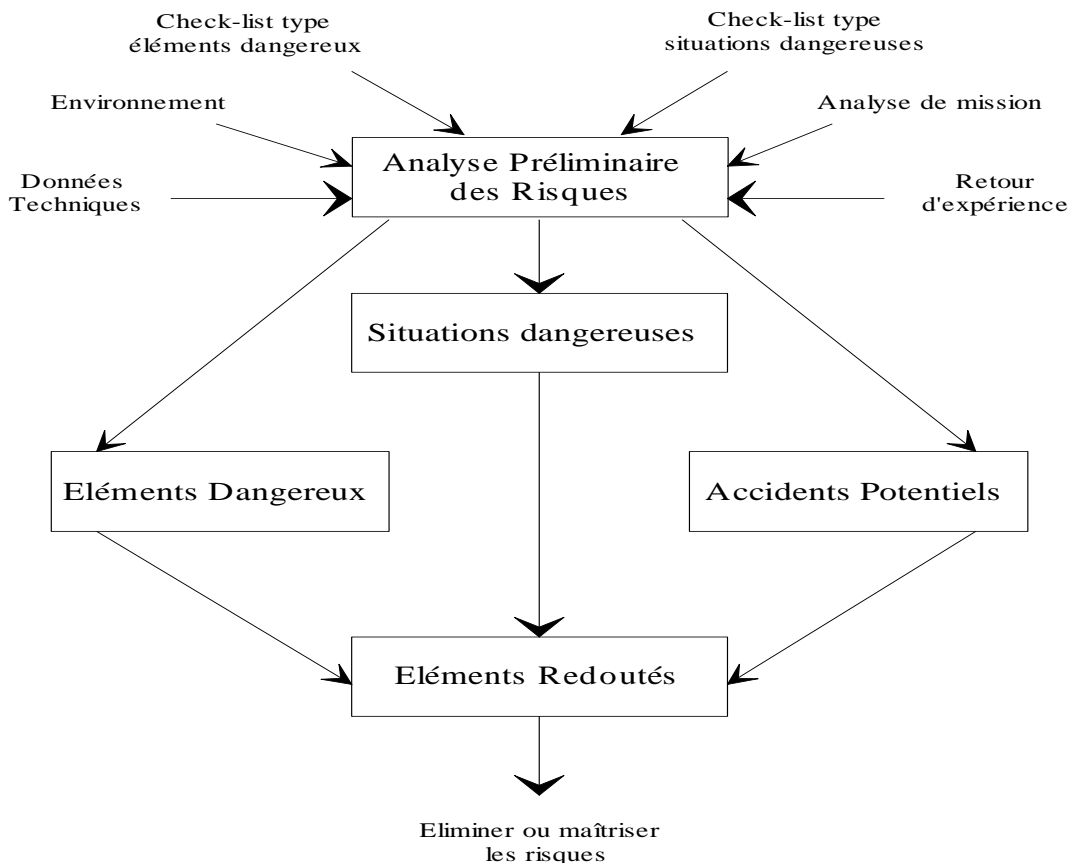 Check-list type
éléments dangereux
Check-list type
situations dangereuses
Environnement
Analyse de mission
Analyse Préliminaire
des Risques
Données
Techniques
Retour
d'expérience
Situations dangereuses
Eléments Dangereux
Accidents Potentiels
Eléments Redoutés
Eliminer ou maîtriser
les risques